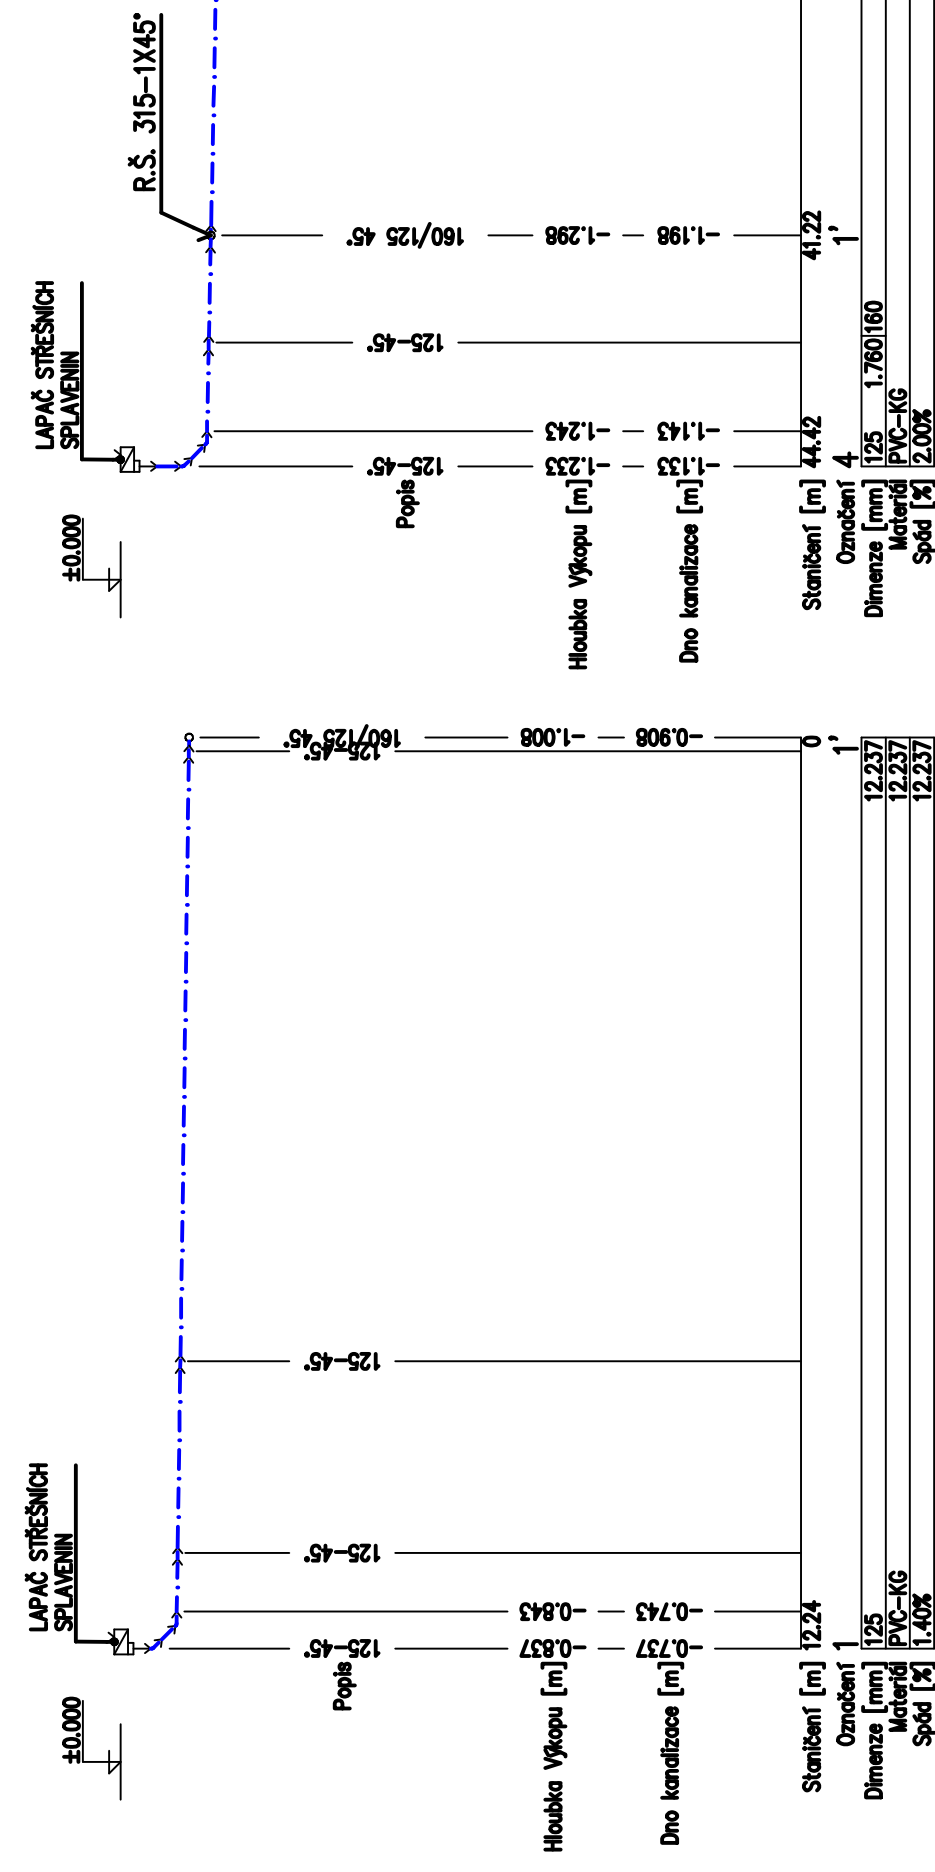 R.Š. 315-1X45°
LAPAČ STŘEŠNÍCH
SPLAVENIN
±0.000
Popis
125-45°
125-45°
160/125 45°
Hloubka Výkopu [m]
-1.233
-1.243
-1.298
Dno kanalizace [m]
-1.133
-1.143
-1.198
Staničení [m]
44.42
41.22
Označení
4
1'
Dimenze [mm]
125
1.760
160
Materiál
PVC-KG
Spád [%]
2.00%
LAPAČ STŘEŠNÍCH
SPLAVENIN
±0.000
Popis
125-45°
125-45°
125-45°
125-45°
160/125 45°
Hloubka Výkopu [m]
-0.837
-0.843
-1.008
Dno kanalizace [m]
-0.737
-0.743
-0.908
Staničení [m]
12.24
0
Označení
1
1'
Dimenze [mm]
125
12.237
Materiál
PVC-KG
12.237
Spád [%]
1.40%
12.237